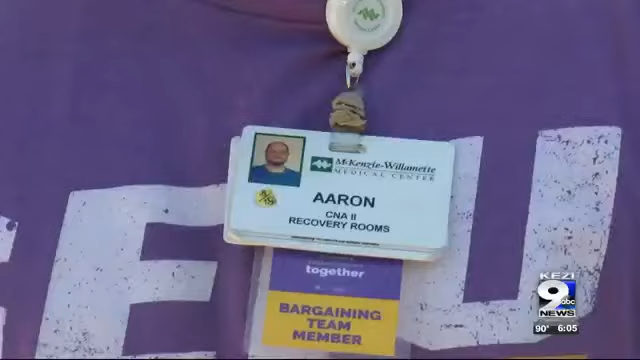 McKenzie-Willamette
MEDICAL CENTER
AARON
CNA II
RECOVERY ROOMS
together
BARGAINING
TEAM
MEMBER
EU
KEZI
9 abc
NEWS
90° 6:05